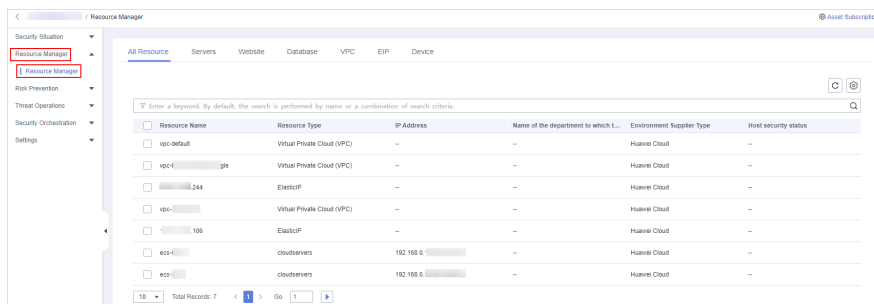 / Resource Manager
Asset Subscriptio
Security Situation
Resource Manager
Resource Manager
Risk Prevention
Threat Operations
Security Orchestration
Settings
All Resource Servers Website Database VPC EIP Device
Enter a keyword. By default, the search is performed by name or a combination of search criteria.
Resource Name Resource Type IP Address Name of the department to which t... Environment Supplier Type Host security status
vpc-default Virtual Private Cloud (VPC) -- -- Huawei Cloud --
vpc- gle Virtual Private Cloud (VPC) -- -- Huawei Cloud --
.244 ElasticIP -- -- Huawei Cloud --
vpc- Virtual Private Cloud (VPC) -- -- Huawei Cloud --
.106 ElasticIP -- -- Huawei Cloud --
ecs- cloudservers 192.168.0. -- Huawei Cloud --
ecs- cloudservers 192.168.0. -- Huawei Cloud --
10 Total Records: 7 < 1 > Go 1